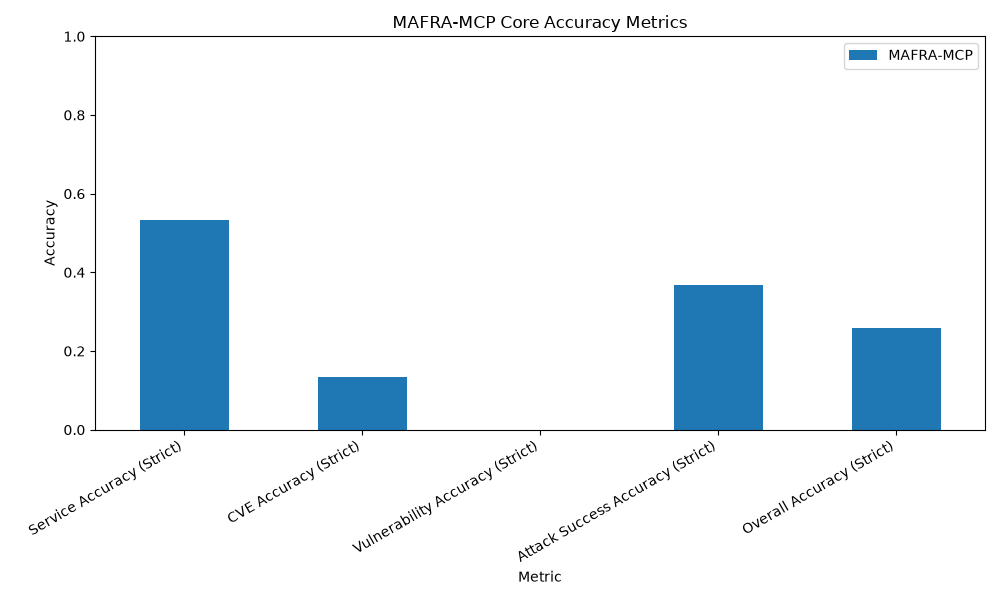 MAFRA-MCP Core Accuracy Metrics
MAFRA-MCP
1.0
0.8
0.6
0.4
0.2
0.0
Accuracy
Service Accuracy (Strict)
CVE Accuracy (Strict)
Vulnerability Accuracy (Strict)
Attack Success Accuracy (Strict)
Overall Accuracy (Strict)
Metric